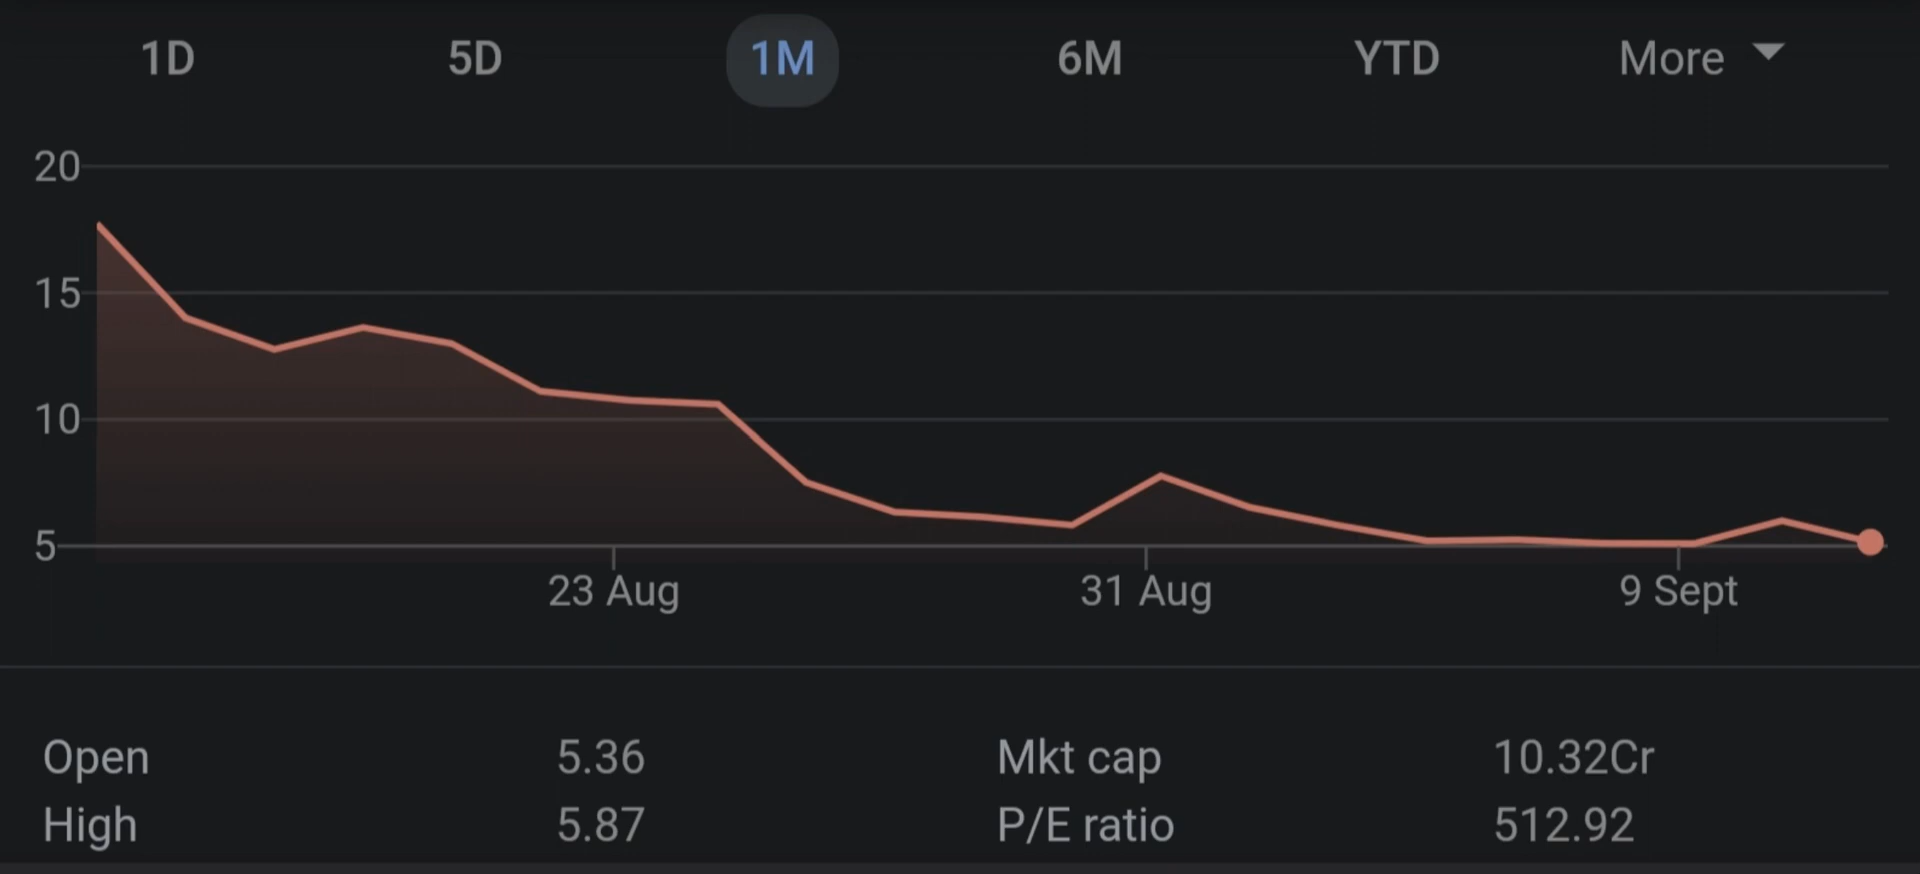 1D 5D 1M 6M YTD More
20
15
10
5
23 Aug 31 Aug 9 Sept
Open 5.36 Mkt cap 10.32Cr
High 5.87 P/E ratio 512.92